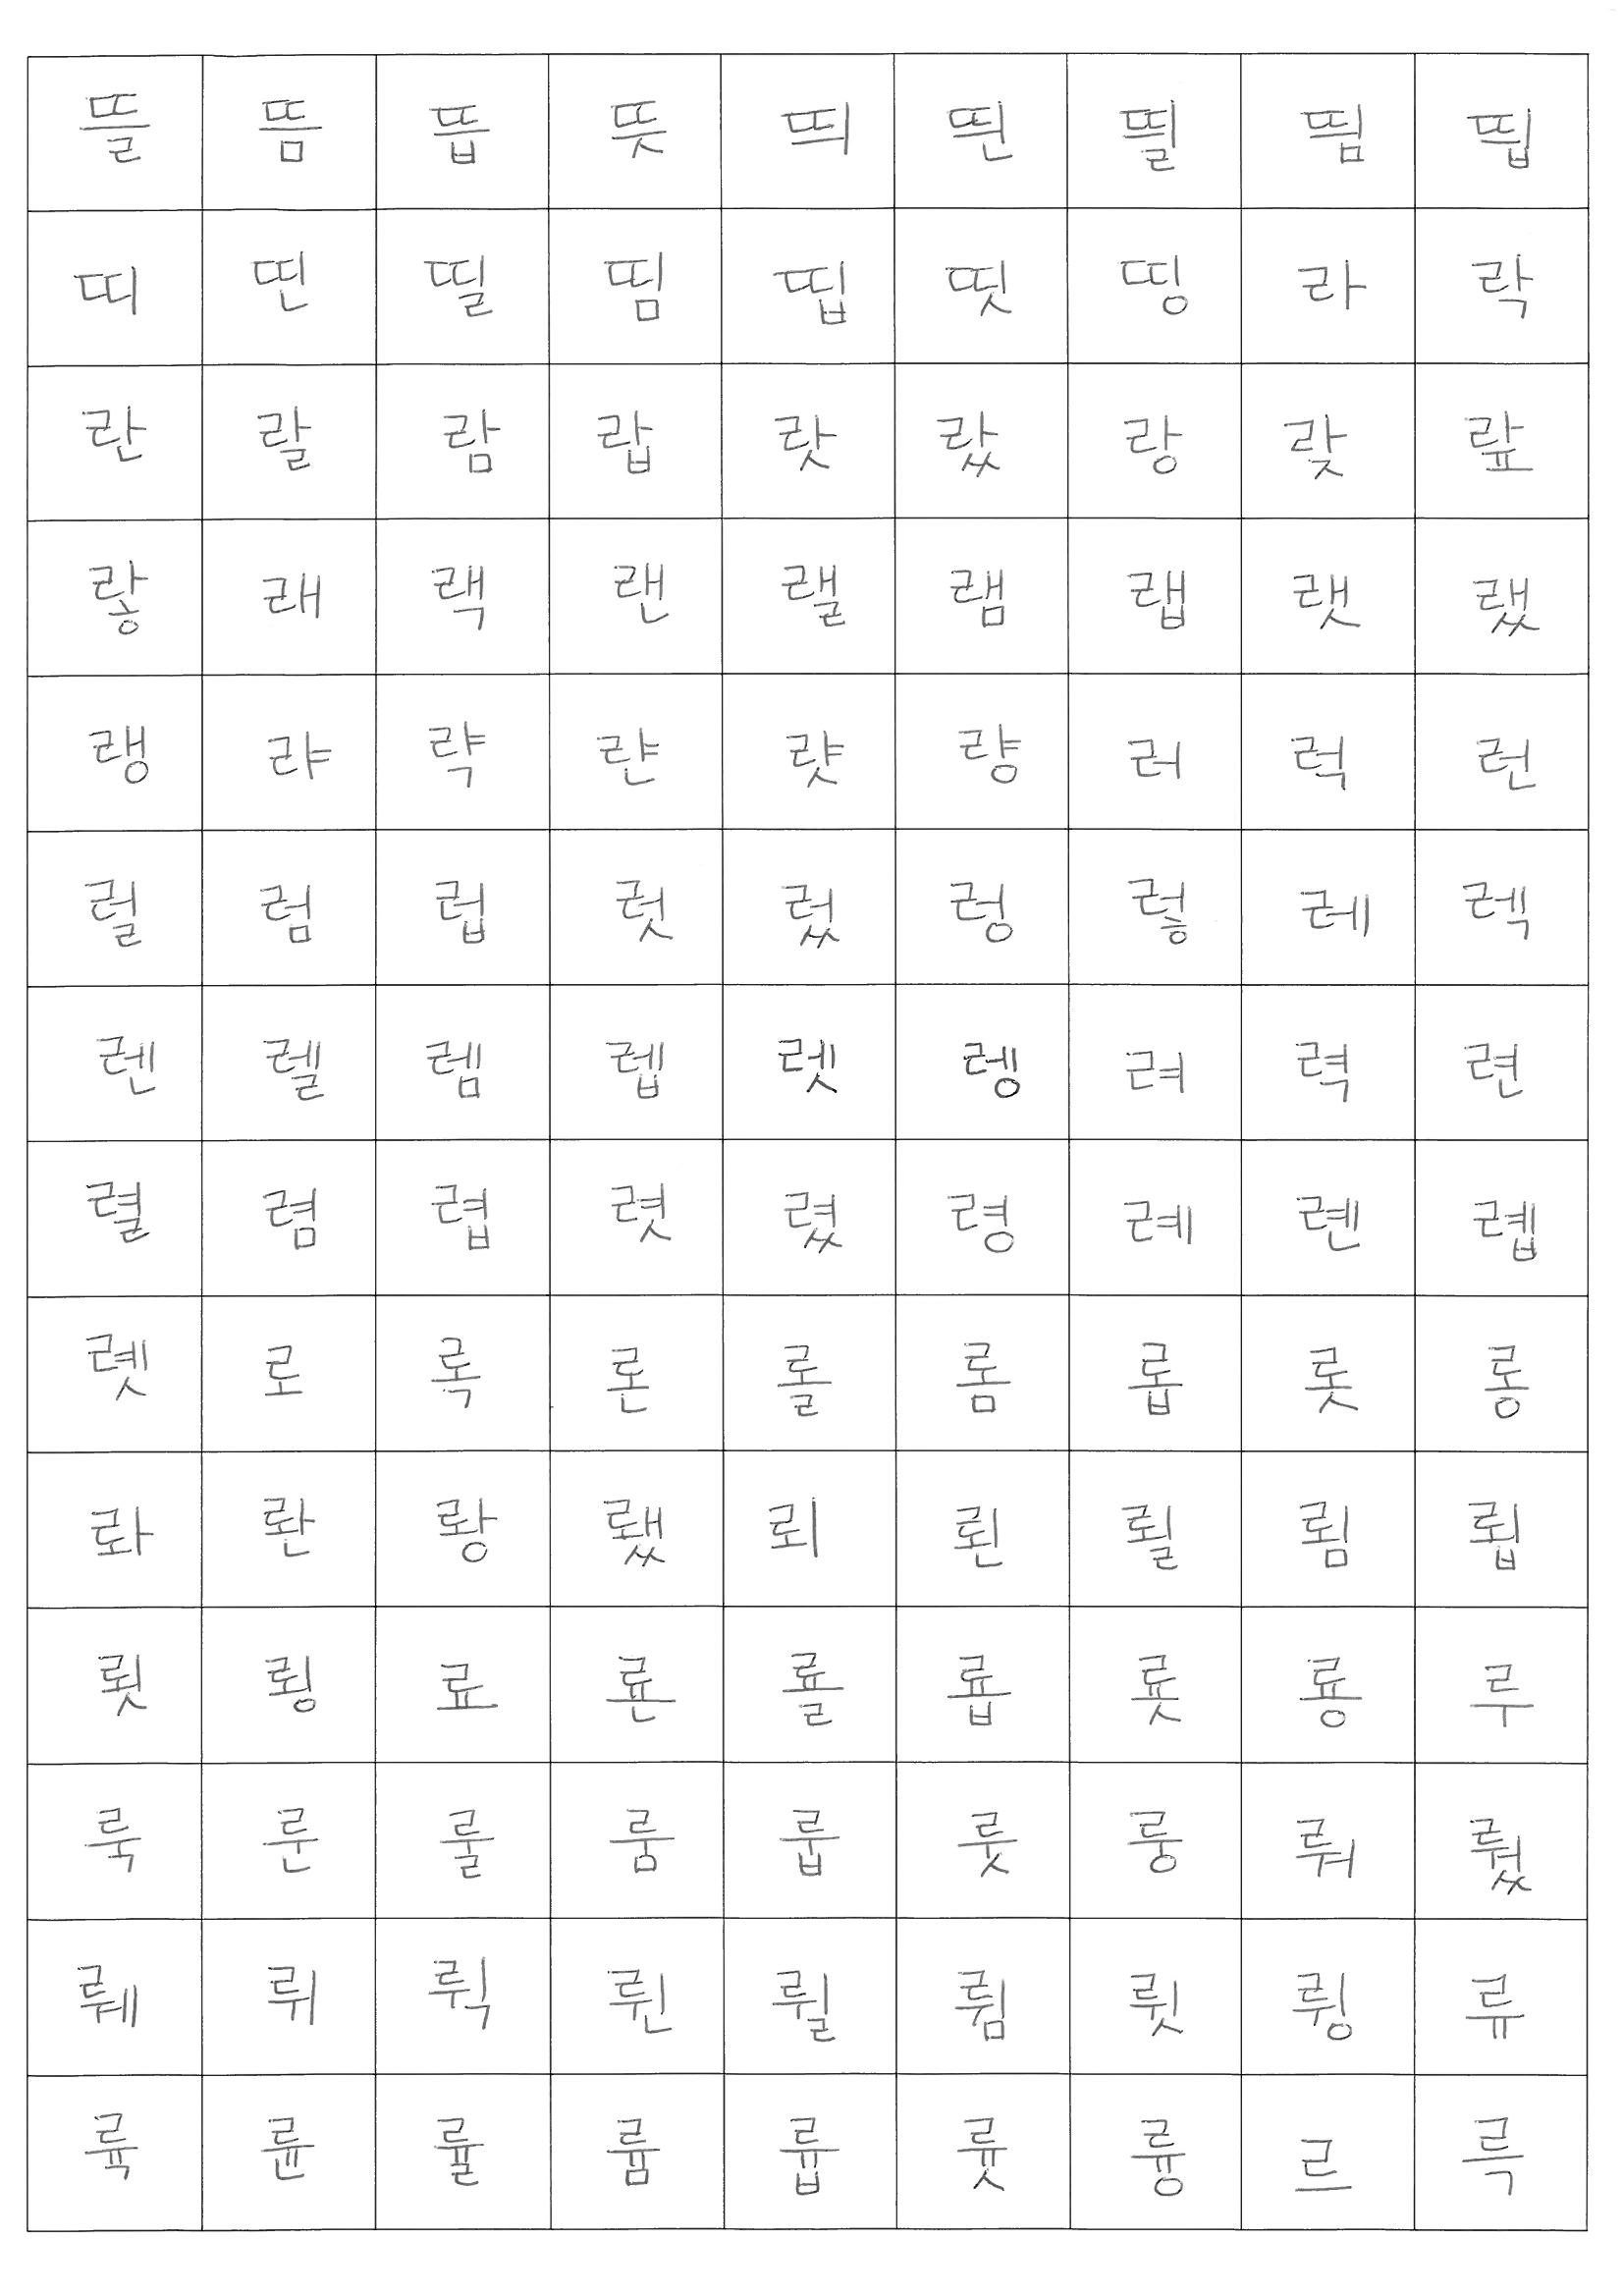 뜰 뜸 뜹 뜻 띄 띈 띌 띔 띕
띠 띤 띨 띰 띱 띳 띵 라 락
란 랄 람 랍 랏 랐 랑 랒 랖
랗 래 랙 랜 랠 램 랩 랫 랬
랭 랴 략 랸 럇 량 러 럭 런
럴 럼 럽 럿 렀 렁 렇 레 렉
렌 렐 렘 렙 렛 렝 려 력 련
렬 렴 렵 렷 렸 령 례 롄 롑
롓 로 록 론 롤 롬 롭 롯 롱
롸 롼 뢍 뢨 뢰 뢴 뢸 룀 룁
룃 룅 료 룐 룔 룝 룟 룡 루
룩 룬 룰 룸 룹 룻 룽 뤄 뤘
뤠 뤼 뤽 륀 륄 륌 륏 륑 류
륙 륜 률 륨 륩 륫 륭 르 륵